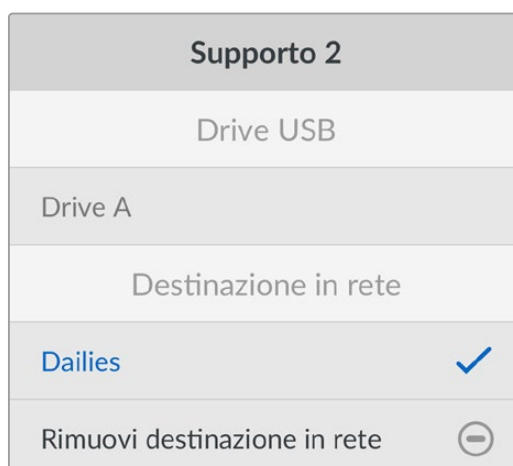 Supporto 2
Drive USB
Drive A
Destinazione in rete
Dailies
Rimuovi destinazione in rete